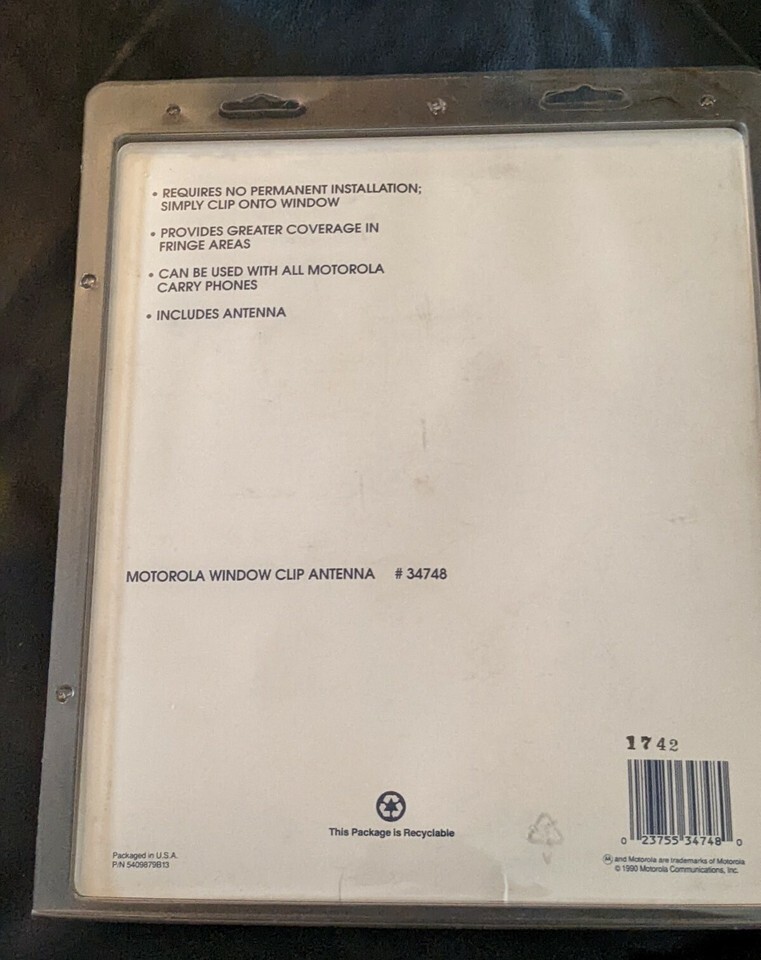 • REQUIRES NO PERMANENT INSTALLATION;
SIMPLY CLIP ONTO WINDOW
• PROVIDES GREATER COVERAGE IN
FRINGE AREAS
• CAN BE USED WITH ALL MOTOROLA
CARRY PHONES
• INCLUDES ANTENNA
MOTOROLA WINDOW CLIP ANTENNA # 34748
1742
This Package is Recyclable
0 23755 34748 0
Packaged in U.S.A.
P/N 5409879B13
Ⓜ and Motorola are trademarks of Motorola
© 1990 Motorola Communications, Inc.